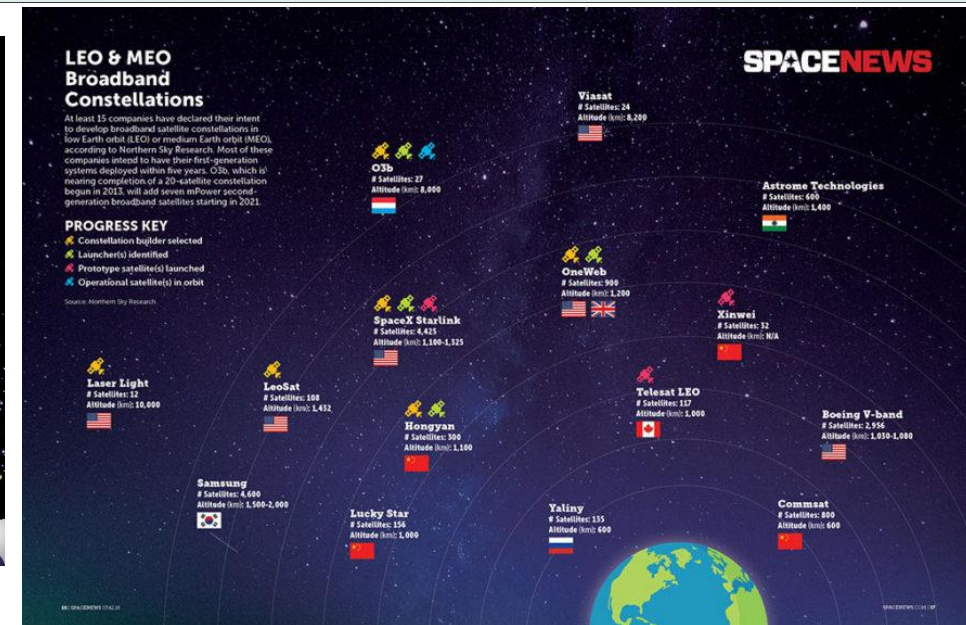 LEO & MEO
Broadband
Constellations
At least 15 companies have declared their intent
to develop broadband satellite constellations in
low Earth orbit (LEO) or medium Earth orbit (MEO),
according to Northern Sky Research. Most of these
companies intend to have their first-generation
systems deployed within five years. O3b, which is
nearing completion of a 20-satellite constellation
begun in 2013, will add seven mPower second-
generation broadband satellites starting in 2021.
PROGRESS KEY
Constellation builder selected
Launcher(s) identified
Prototype satellite(s) launched
Operational satellite(s) in orbit
Source: Northern Sky Research
SPACENEWS
Viasat
# Satellites: 24
Altitude (km): 8,200
O3b
# Satellites: 27
Altitude (km): 8,000
Astrome Technologies
# Satellites: 600
Altitude (km): 1,400
OneWeb
# Satellites: 900
Altitude (km): 1,200
SpaceX Starlink
# Satellites: 4,425
Altitude (km): 1,100-1,325
Xinwei
# Satellites: 32
Altitude (km): N/A
Laser Light
# Satellites: 12
Altitude (km): 10,000
LeoSat
# Satellites: 108
Altitude (km): 1,432
Telesat LEO
# Satellites: 117
Altitude (km): 1,000
Hongyan
# Satellites: 300
Altitude (km): 1,100
Boeing V-band
# Satellites: 2,956
Altitude (km): 1,030-1,080
Samsung
# Satellites: 4,600
Altitude (km): 1,500-2,000
Lucky Star
# Satellites: 156
Altitude (km): 1,000
Yaliny
# Satellites: 135
Altitude (km): 600
Commsat
# Satellites: 800
Altitude (km): 600
SPACENEWS
SPACENEWS.COM